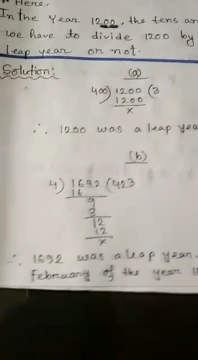 Here.
In the year 1200, the tens an
we have to divide 1200 by
leap year or not.
Solution:
(a)
400) 1200 (3
1200
x
∴ 1200 was a leap yea
(b)
4) 1692 (423
16
9
8
12
12
x
∴ 1692 was a leap year.
february of the year 1